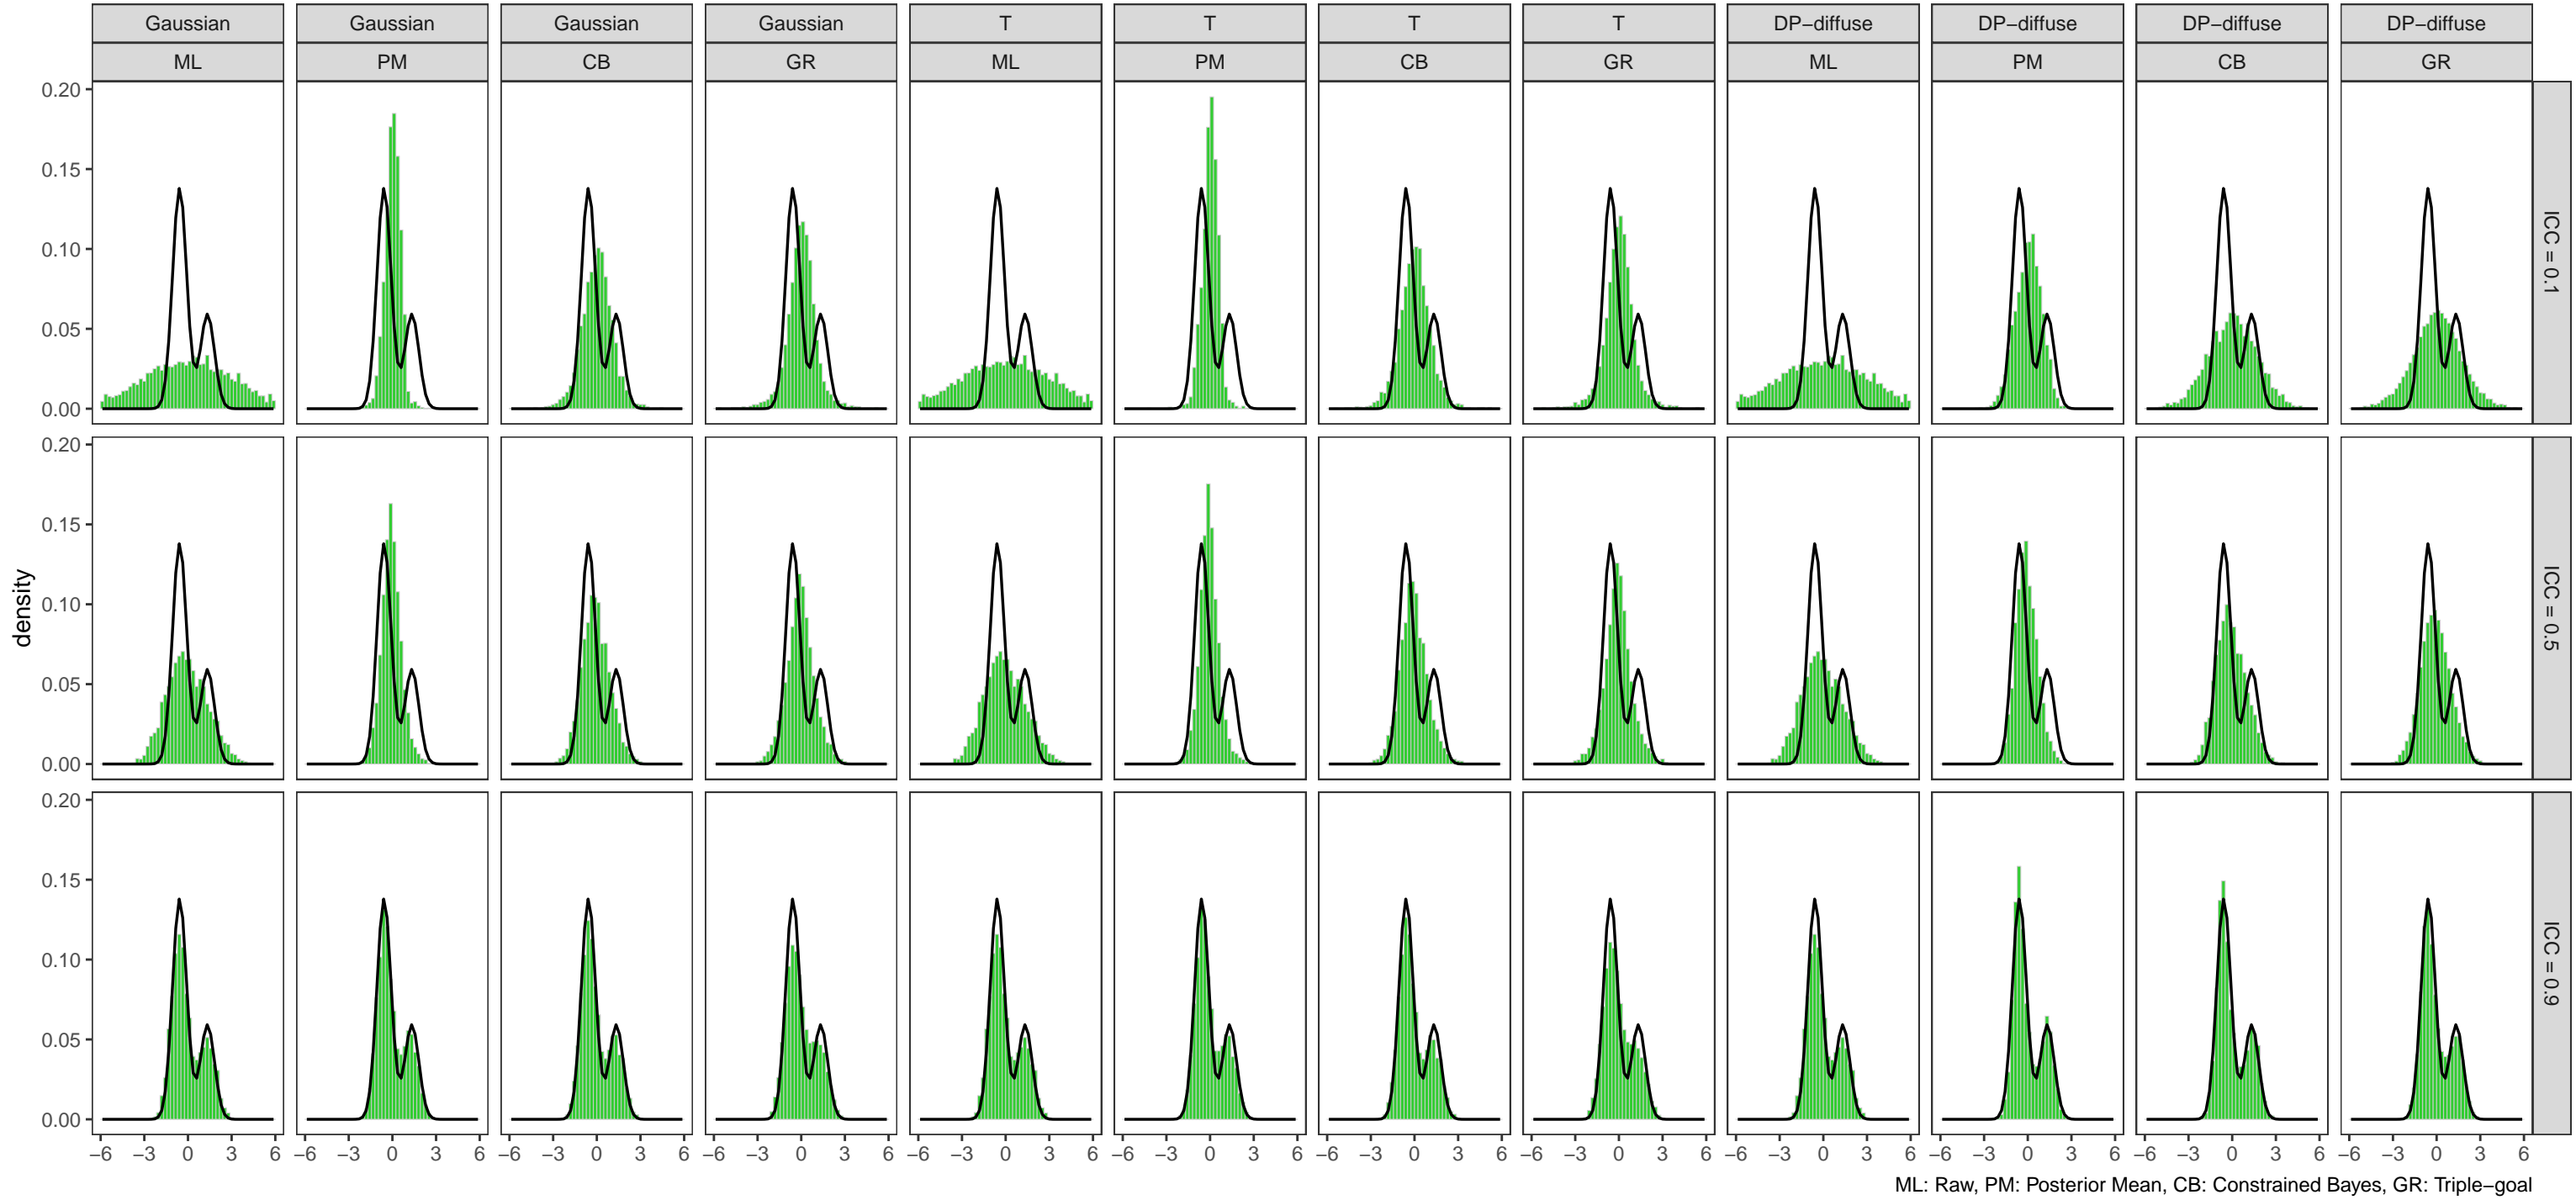 Gaussian Gaussian Gaussian Gaussian T T T T DP−diffuse DP−diffuse DP−diffuse DP−diffuse
ML PM CB GR ML PM CB GR ML PM CB GR
0.20
0.15
0.10
0.05
0.00
ICC = 0.1
0.20
0.15
0.10
0.05
0.00
ICC = 0.5
0.20
0.15
0.10
0.05
0.00
ICC = 0.9
density
−6 −3 0 3 6 −6 −3 0 3 6 −6 −3 0 3 6 −6 −3 0 3 6 −6 −3 0 3 6 −6 −3 0 3 6 −6 −3 0 3 6 −6 −3 0 3 6 −6 −3 0 3 6 −6 −3 0 3 6 −6 −3 0 3 6 −6 −3 0 3 6
ML: Raw, PM: Posterior Mean, CB: Constrained Bayes, GR: Triple−goal